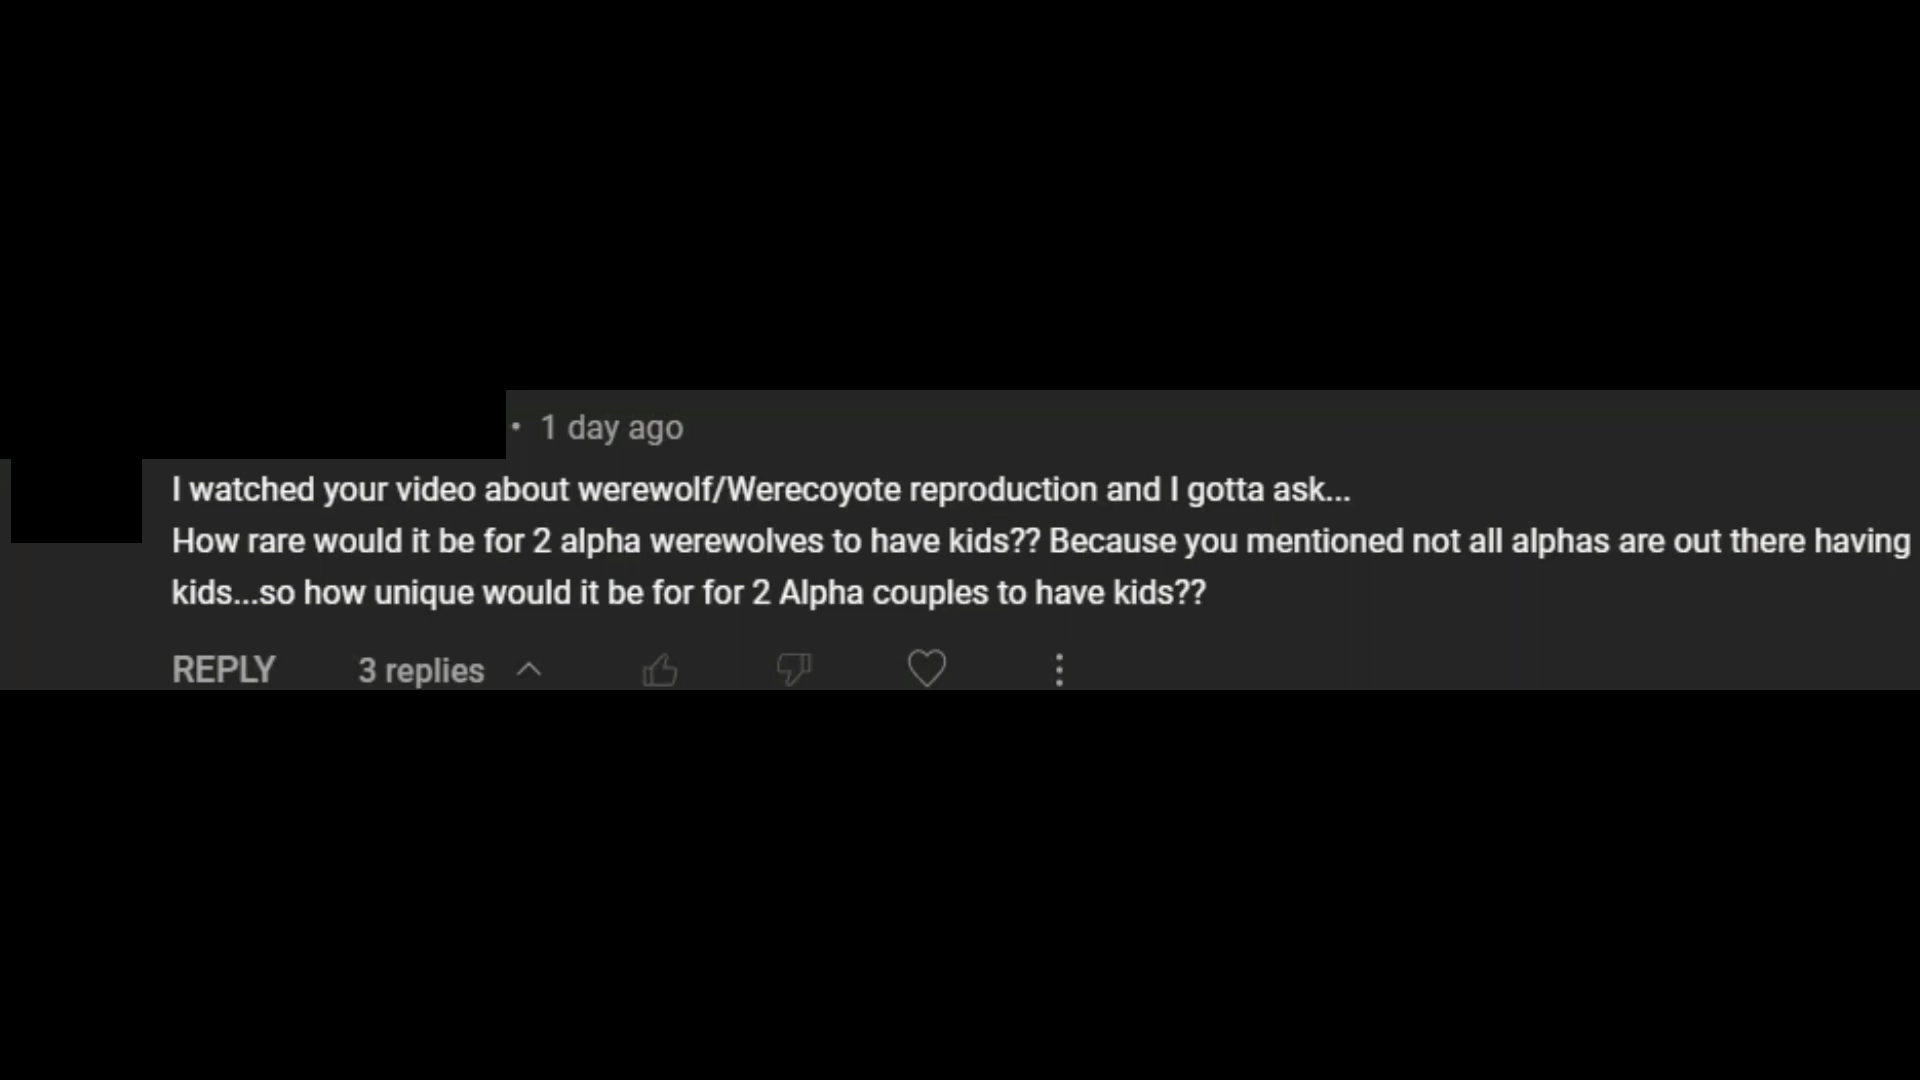 • 1 day ago
I watched your video about werewolf/Werecoyote reproduction and I gotta ask...
How rare would it be for 2 alpha werewolves to have kids?? Because you mentioned not all alphas are out there having
kids...so how unique would it be for for 2 Alpha couples to have kids??
REPLY 3 replies